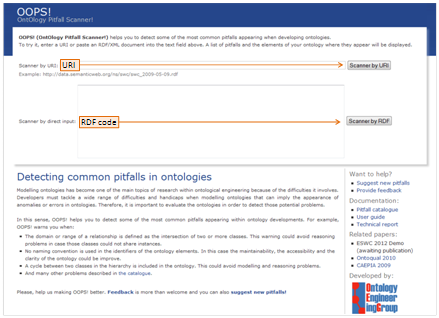 OOPS!
OntOlogy Pitfall Scanner!
OOPS! (OntOlogy Pitfall Scanner!) helps you to detect some of the most common pitfalls appearing when developing ontologies.
To try it, enter a URI or paste an RDF/XML document into the text field above. A list of pitfalls and the elements of your ontology where they appear will be displayed.
Scanner by URI: URI Scanner by URI
Example: http://data.semanticweb.org/ns/swc/swc_2009-05-09.rdf
Scanner by direct input: RDF code Scanner by RDF
Detecting common pitfalls in ontologies
Modelling ontologies has become one of the main topics of research within ontological engineering because of the difficulties it involves.
Developers must tackle a wide range of difficulties and handicaps when modelling ontologies that can imply the appearance of
anomalies or errors in ontologies. Therefore, it is important to evaluate the ontologies in order to detect those potential problems.
In this sense, OOPS! helps you to detect some of the most common pitfalls appearing within ontology developments. For example,
OOPS! warns you when:
The domain or range of a relationship is defined as the intersection of two or more classes. This warning could avoid reasoning
problems in case those classes could not share instances.
No naming convention is used in the identifiers of the ontology elements. In this case the maintainability, the accessibility and the
clarity of the ontology could be improve.
A cycle between two classes in the hierarchy is included in the ontology. This could avoid modelling and reasoning problems.
And many other problems described in the catalogue.
Please, help us making OOPS! better. Feedback is more than welcome and you can also suggest new pitfalls!
Want to help?
Suggest new pitfalls
Provide feedback
Documentation:
Pitfall catalogue
User guide
Technical report
Related papers:
ESWC 2012 Demo
(awaiting publication)
Ontoqual 2010
CAEPIA 2009
Developed by:
Ontology
Engineer
ingGroup